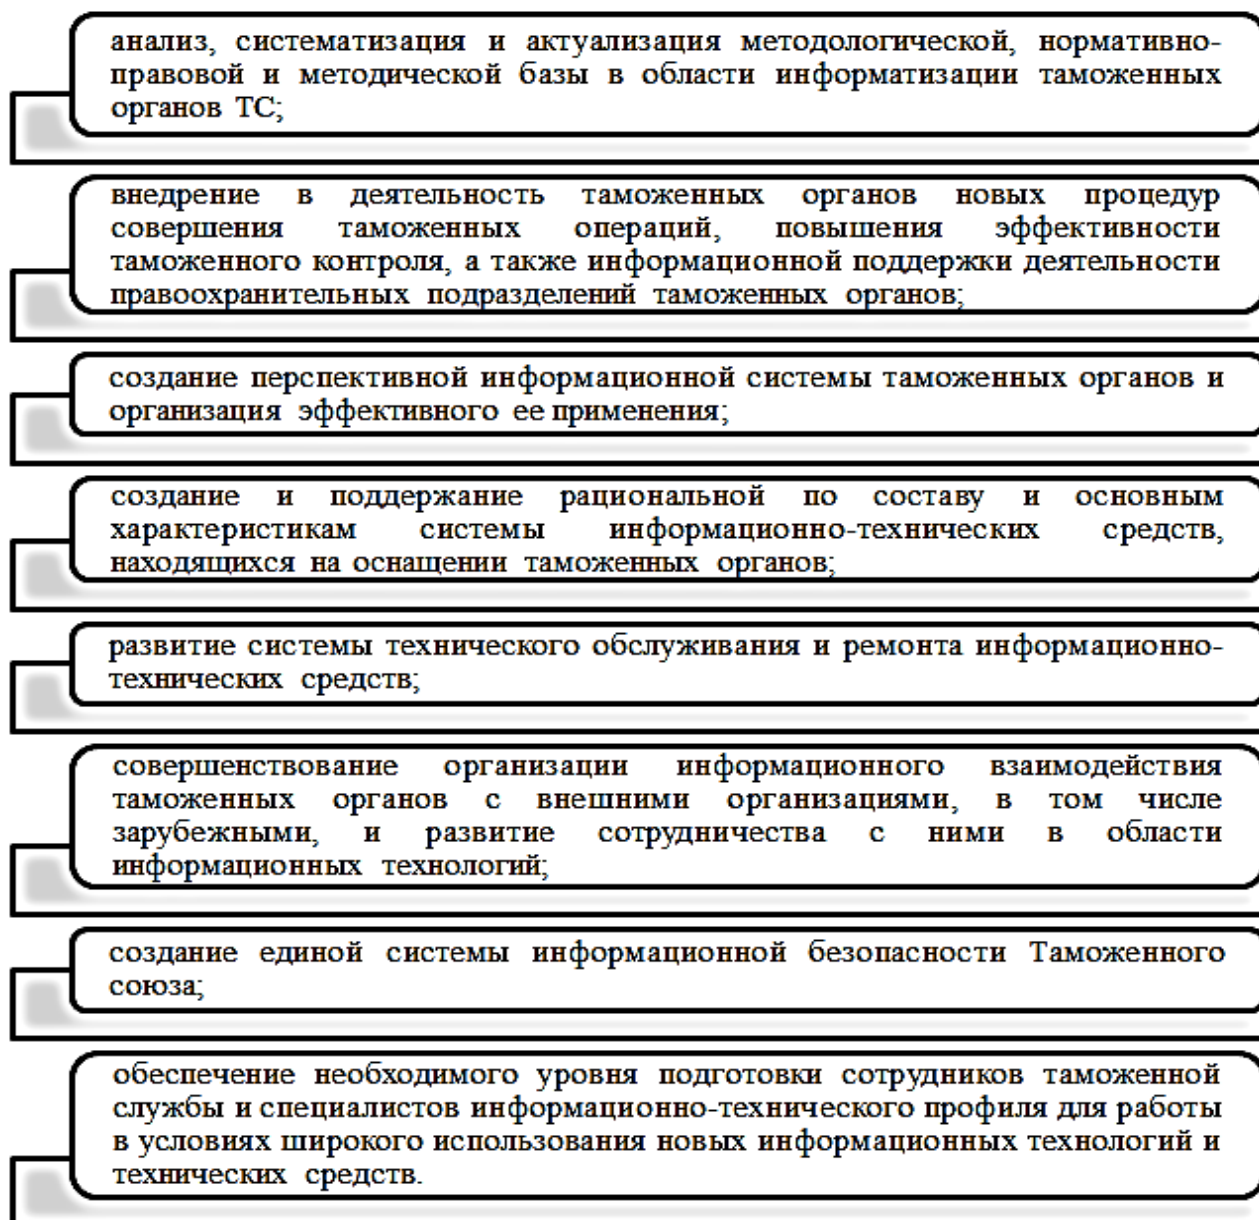 анализ, систематизация и актуализация методологической, нормативно-
правовой и методической базы в области информатизации таможенных
органов ТС;
внедрение в деятельность таможенных органов новых процедур
совершения таможенных операций, повышения эффективности
таможенного контроля, а также информационной поддержки деятельности
правоохранительных подразделений таможенных органов;
создание перспективной информационной системы таможенных органов и
организация эффективного ее применения;
создание и поддержание рациональной по составу и основным
характеристикам системы информационно-технических средств,
находящихся на оснащении таможенных органов;
развитие системы технического обслуживания и ремонта информационно-
технических средств;
совершенствование организации информационного взаимодействия
таможенных органов с внешними организациями, в том числе
зарубежными, и развитие сотрудничества с ними в области
информационных технологий;
создание единой системы информационной безопасности Таможенного
союза;
обеспечение необходимого уровня подготовки сотрудников таможенной
службы и специалистов информационно-технического профиля для работы
в условиях широкого использования новых информационных технологий и
технических средств.